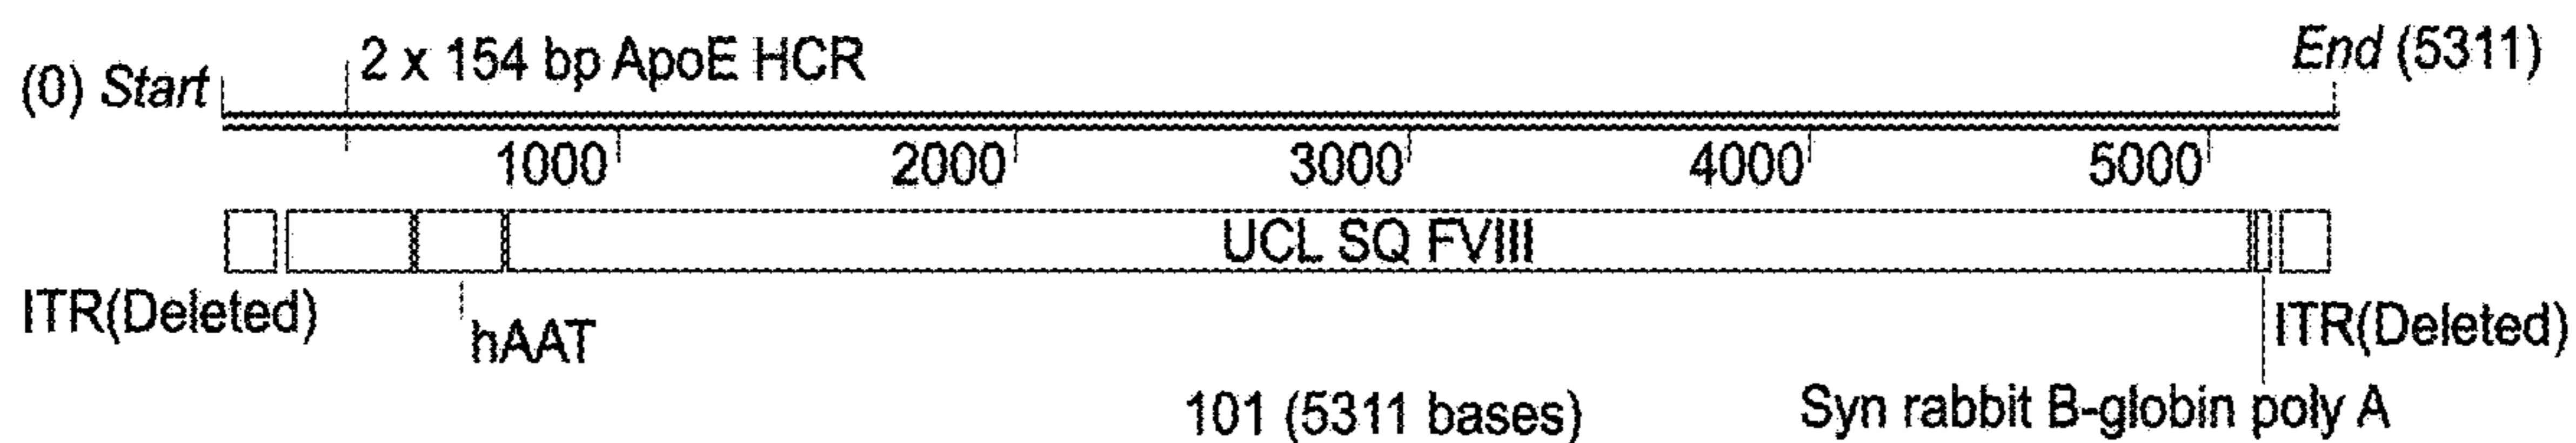 (0) Start
2 x 154 bp ApoE HCR
End (5311)
1000
2000
3000
4000
5000
UCL SQ FVIII
ITR(Deleted)
hAAT
ITR(Deleted)
101 (5311 bases)
Syn rabbit B-globin poly A